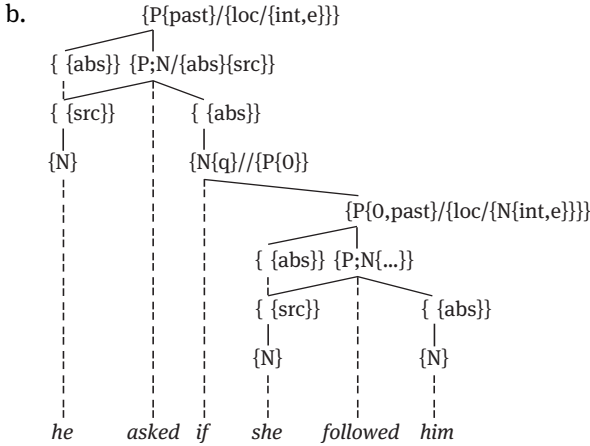 b.
{P{past}/{loc/{int,e}}}
{ {abs}} {P;N/{abs}{src}}
{ {src}} { {abs}}
{N} {N{q}//{P{0}}
{P{0,past}/{loc/{N{int,e}}}}
{ {abs}} {P;N{...}}
{ {src}} { {abs}}
{N} {N}
he asked if she followed him